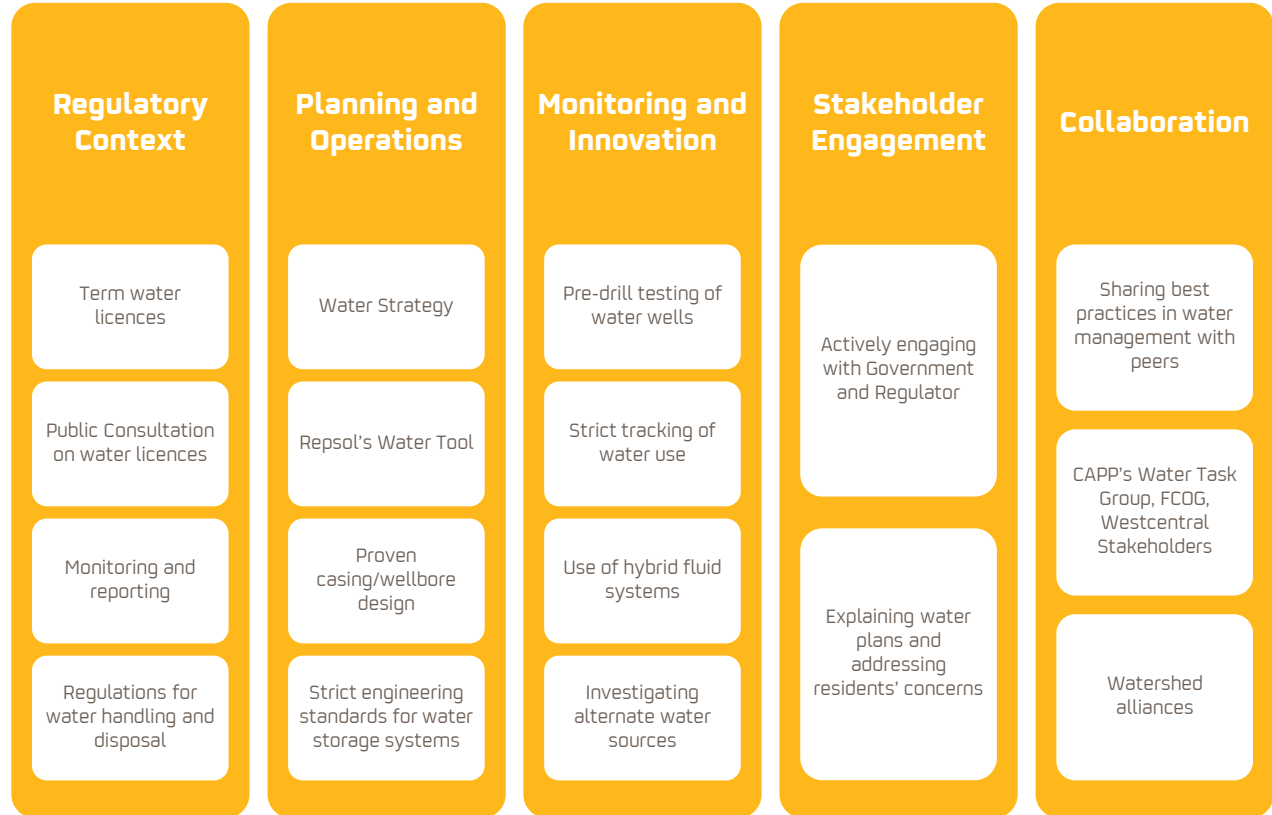 Regulatory
Context
Term water
licences
Public Consultation
on water licences
Monitoring and
reporting
Regulations for
water handling and
disposal
Planning and
Operations
Water Strategy
Repsol's Water Tool
Proven
casing/wellbore
design
Strict engineering
standards for water
storage systems
Monitoring and
Innovation
Pre-drill testing of
water wells
Strict tracking of
water use
Use of hybrid fluid
systems
Investigating
alternate water
sources
Stakeholder
Engagement
Actively engaging
with Government
and Regulator
Explaining water
plans and
addressing
residents' concerns
Collaboration
Sharing best
practices in water
management with
peers
CAPP's Water Task
Group, FCOG,
Westcentral
Stakeholders
Watershed
alliances